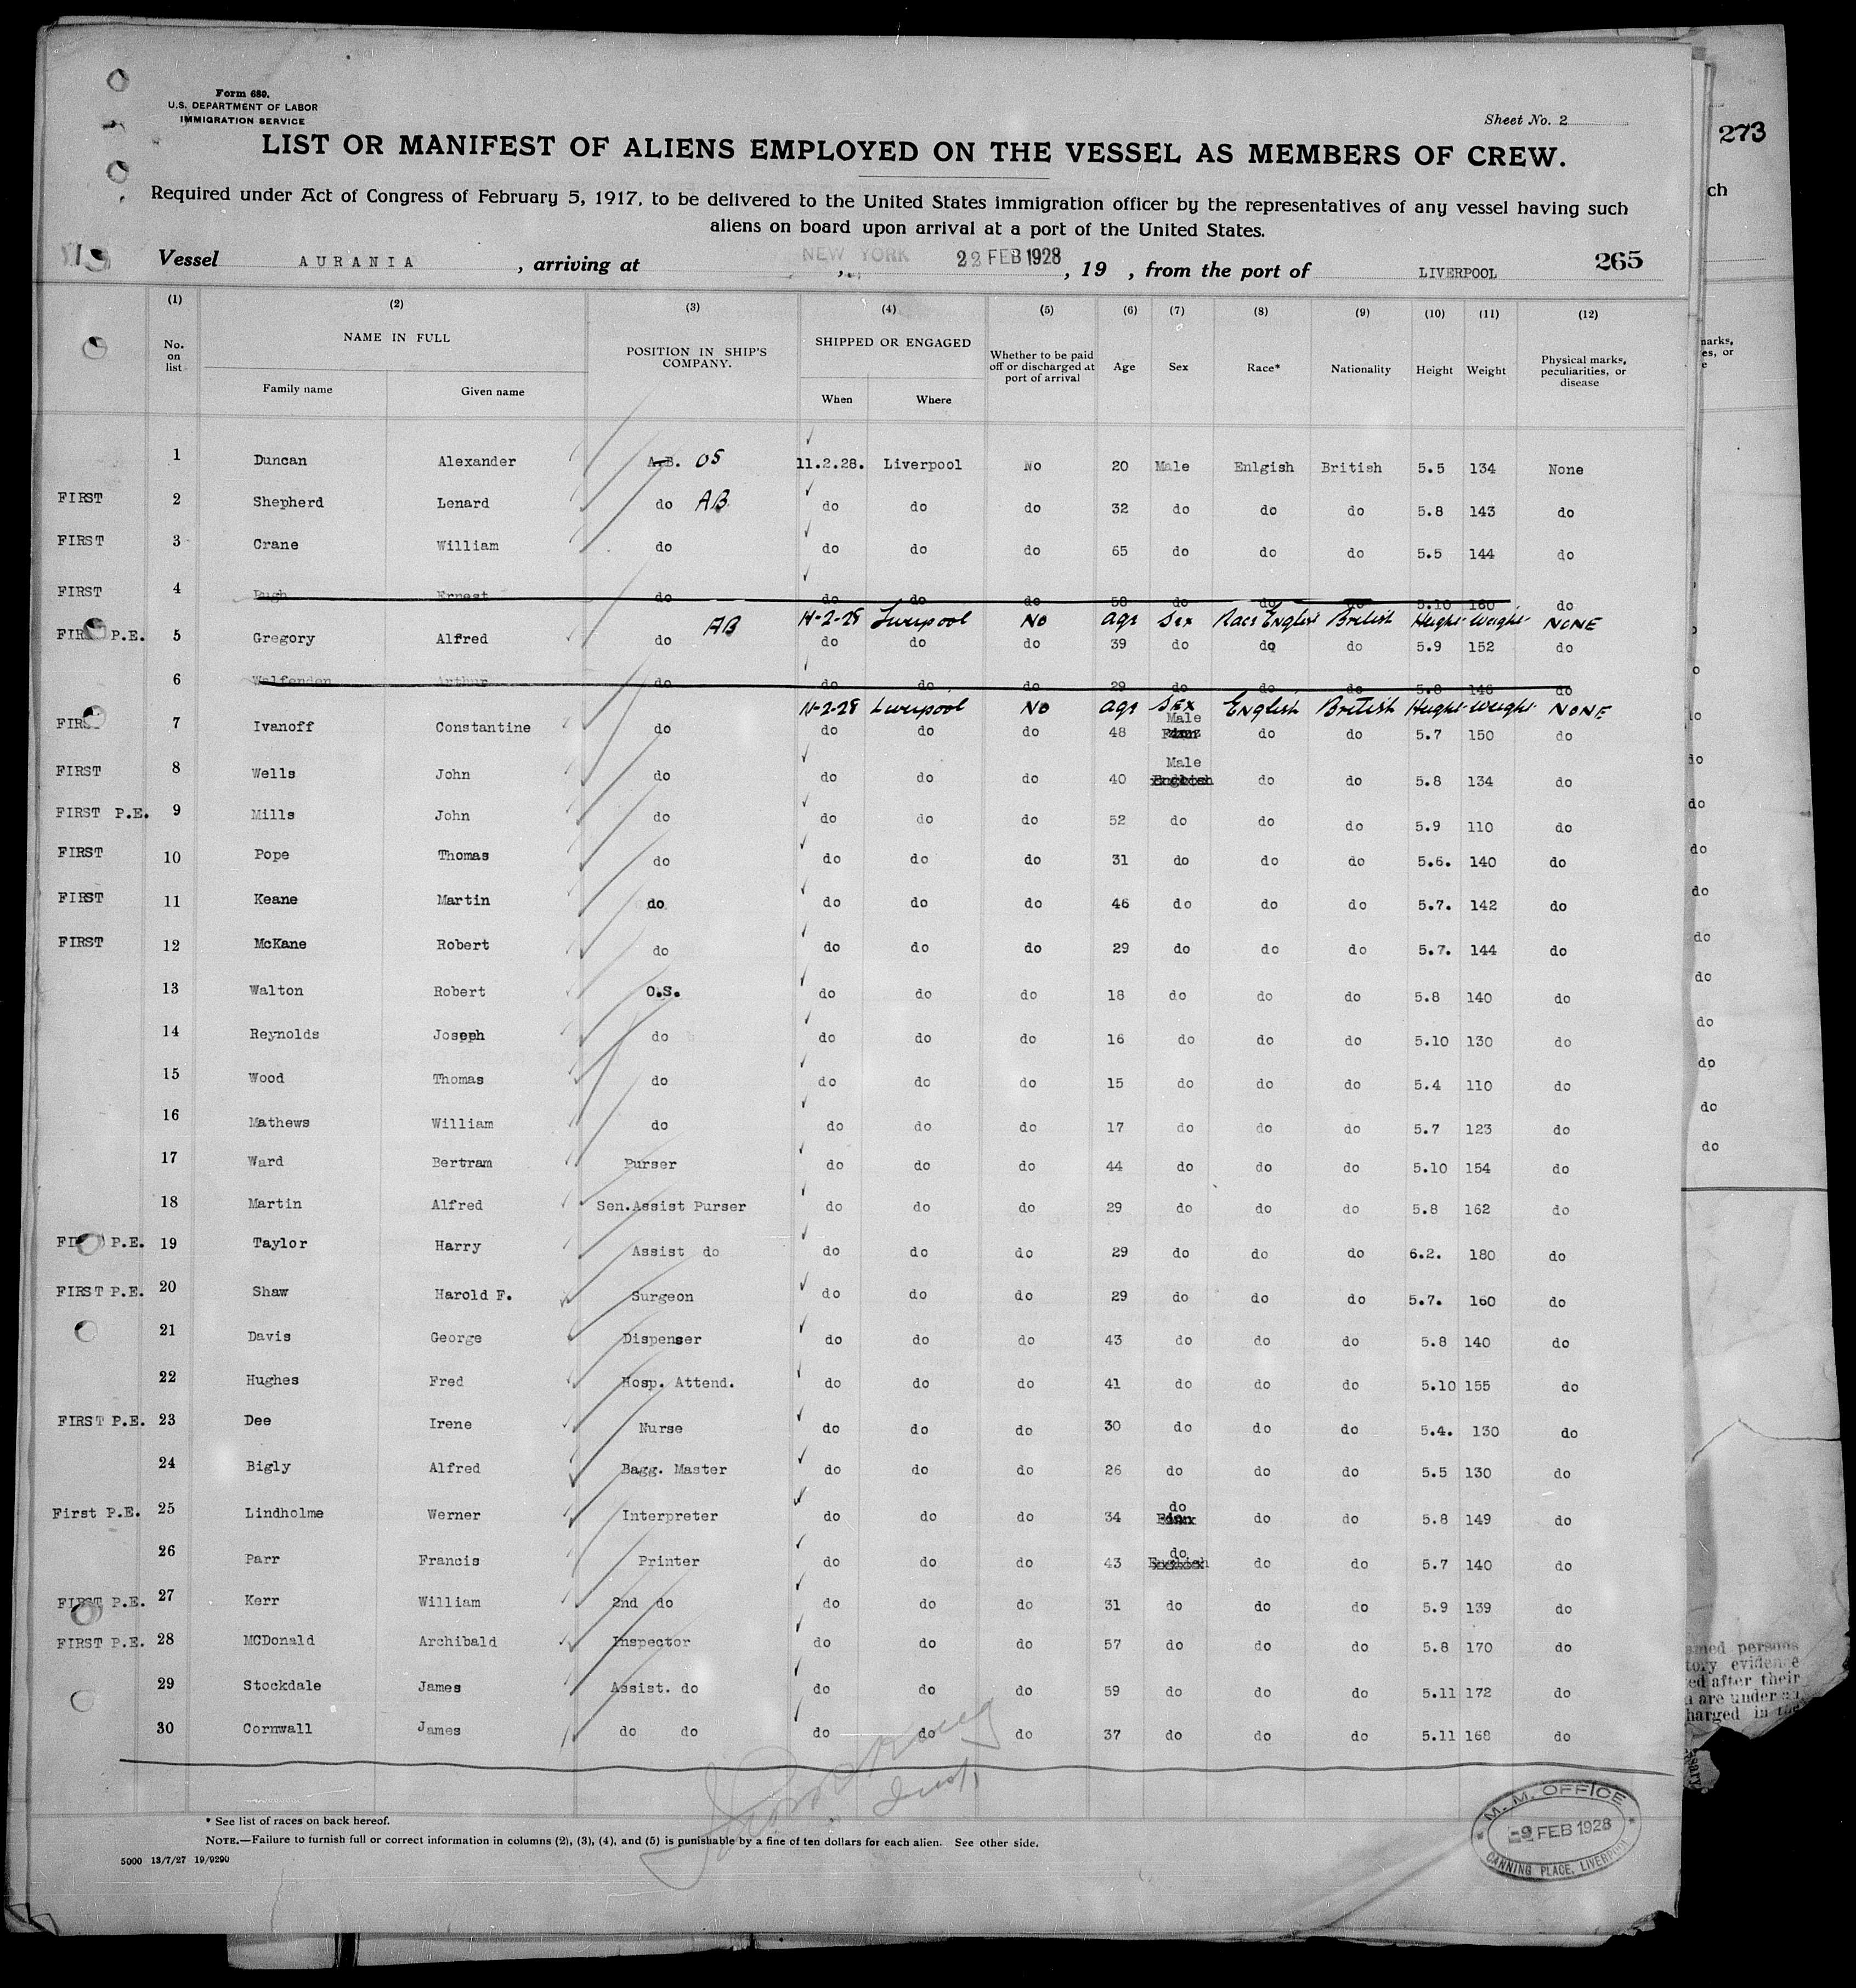 Form 680.
U.S. DEPARTMENT OF LABOR
IMMIGRATION SERVICE
Sheet No. 2
273
LIST OR MANIFEST OF ALIENS EMPLOYED ON THE VESSEL AS MEMBERS OF CREW.
ch
Required under Act of Congress of February 5, 1917, to be delivered to the United States immigration officer by the representatives of any vessel having such
aliens on board upon arrival at a port of the United States.
Vessel AURANIA, arriving at NEW YORK, 22 FEB 1928, 19 , from the port of LIVERPOOL 265
(1) (2) (3) (4) (5) (6) (7) (8) (9) (10) (11) (12)
No. on list NAME IN FULL POSITION IN SHIP'S COMPANY. SHIPPED OR ENGAGED Whether to be paid off or discharged at port of arrival Age Sex Race* Nationality Height Weight Physical marks, peculiarities, or disease
Family name Given name When Where
1 Duncan Alexander A.B. OS 11.2.28. Liverpool No 20 Male Enlgish British 5.5 134 None
FIRST 2 Shepherd Lenard do AB do do do 32 do do do 5.8 143 do
FIRST 3 Crane William do do do do 65 do do do 5.5 144 do
FIRST 4 Pugh Ernest do do do do 58 do do do 5.10 160 do
AB 11-2-28 Liverpool No age Sex Race English British Height Weight NONE
FIRST P.E. 5 Gregory Alfred do do do do 39 do do do 5.9 152 do
6 Wolfenden Arthur do do do do 29 do do do 5.8 146 do
11-2-28 Liverpool No age SEX English British Height Weight NONE
FIRST 7 Ivanoff Constantine do do do do 48 Male do do 5.7 150 do
FIRST 8 Wells John do do do do 40 Male English do do 5.8 134 do
FIRST P.E. 9 Mills John do do do do 52 do do do 5.9 110 do
FIRST 10 Pope Thomas do do do do 31 do do do 5.6. 140 do
FIRST 11 Keane Martin do do do do 46 do do do 5.7. 142 do
FIRST 12 McKane Robert do do do do 29 do do do 5.7. 144 do
13 Walton Robert O.S. do do do 18 do do do 5.8 140 do
14 Reynolds Joseph do do do do 16 do do do 5.10 130 do
15 Wood Thomas do do do do 15 do do do 5.4 110 do
16 Mathews William do do do do 17 do do do 5.7 123 do
17 Ward Bertram Purser do do do 44 do do do 5.10 154 do
18 Martin Alfred Sen.Assist Purser do do do 29 do do do 5.8 162 do
FIRST P.E. 19 Taylor Harry Assist do do do do 29 do do do 6.2. 180 do
FIRST P.E. 20 Shaw Harold F. Surgeon do do do 29 do do do 5.7. 160 do
21 Davis George Dispenser do do do 43 do do do 5.8 140 do
22 Hughes Fred Hosp. Attend. do do do 41 do do do 5.10 155 do
FIRST P.E. 23 Dee Irene Nurse do do do 30 do do do 5.4. 130 do
24 Bigly Alfred Bagg. Master do do do 26 do do do 5.5 130 do
First P.E. 25 Lindholme Werner Interpreter do do do 34 do do do 5.8 149 do
26 Parr Francis Printer do do do 43 do English do do 5.7 140 do
FIRST P.E. 27 Kerr William 2nd do do do do 31 do do do 5.9 139 do
FIRST P.E. 28 MCDonald Archibald Inspector do do do 57 do do do 5.8 170 do
29 Stockdale James Assist. do do do do 59 do do do 5.11 172 do
30 Cornwall James do do do do do 37 do do do 5.11 168 do
* See list of races on back hereof.
NOTE.—Failure to furnish full or correct information in columns (2), (3), (4), and (5) is punishable by a fine of ten dollars for each alien. See other side.
5000 13/7/27 19/9290
M. M. OFFICE
-9 FEB 1928
CANNING PLACE, LIVERPOOL
persons
tory evidence
ed after their
are under
harged in the